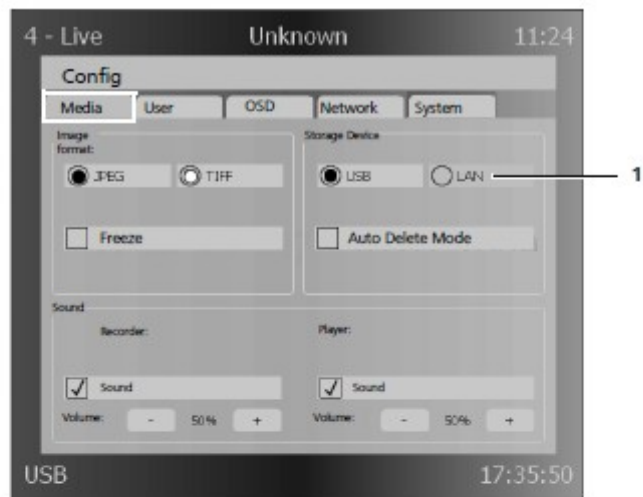 4 - Live Unknown 11:24
Config
Media User OSD Network System
Image format: Storage Device
JPEG TIFF USB LAN 1
Freeze Auto Delete Mode
Sound
Recorder: Player:
Sound Sound
Volume: - 50% + Volume: - 50% +
USB 17:35:50